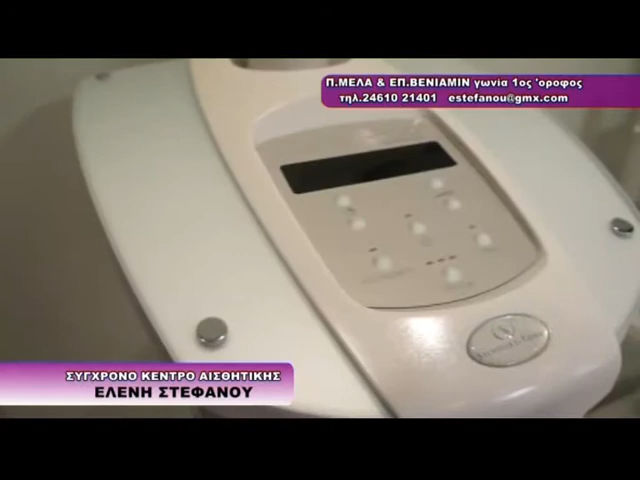 Π.ΜΕΛΑ & ΕΠ.ΒΕΝΙΑΜΙΝ γωνία 1ος 'οροφος
τηλ.24610 21401 estefanou@gmx.com
ΣΥΓΧΡΟΝΟ ΚΕΝΤΡΟ ΑΙΣΘΗΤΙΚΗΣ
ΕΛΕΝΗ ΣΤΕΦΑΝΟΥ